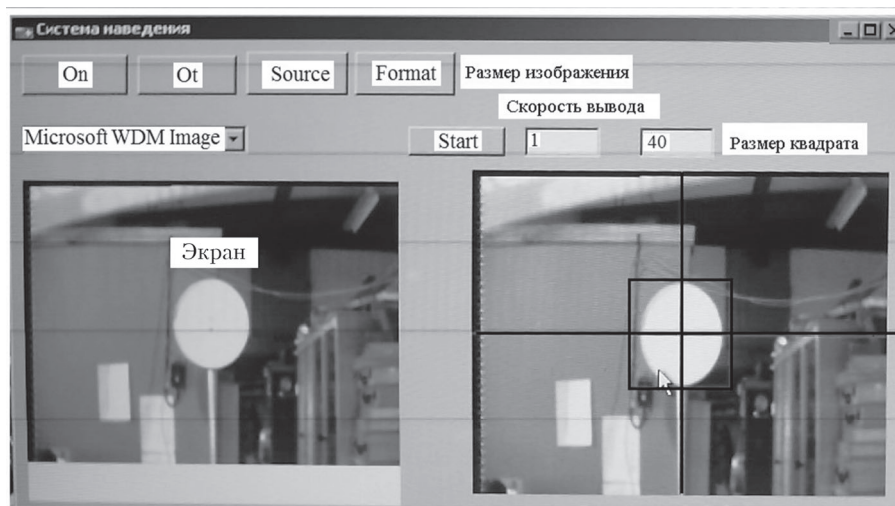 Система наведения
On Ot Source Format Размер изображения
Скорость вывода
Microsoft WDM Image Start 1 40 Размер квадрата
Экран